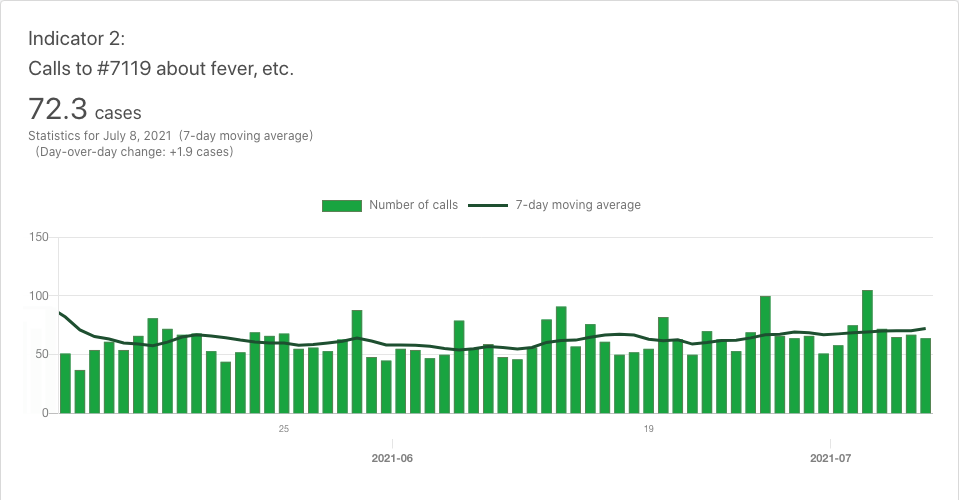 Indicator 2:
Calls to #7119 about fever, etc.
72.3 cases
Statistics for July 8, 2021 (7-day moving average)
(Day-over-day change: +1.9 cases)
Number of calls 7-day moving average
150
100
50
0
25 19
2021-06 2021-07